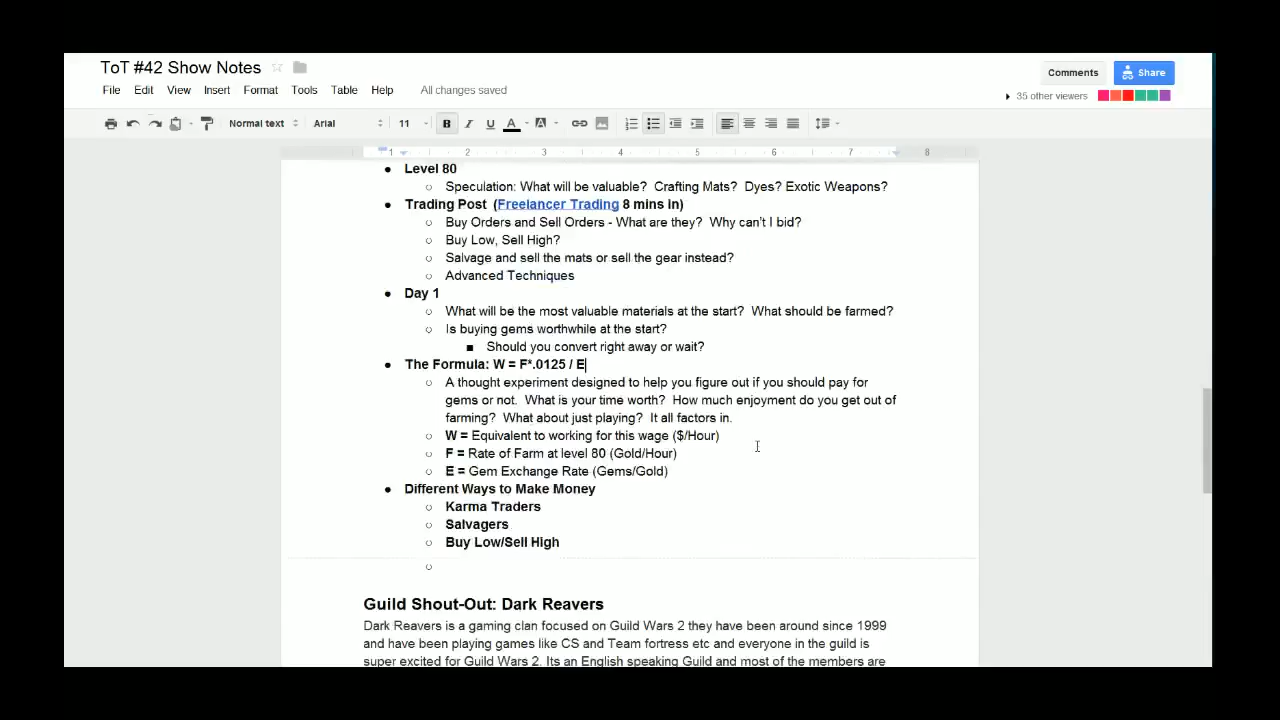 ToT #42 Show Notes
Comments
Share
File Edit View Insert Format Tools Table Help All changes saved
35 other viewers
Normal text Arial 11 B I U A A
1 2 3 4 5 6 7 8
● Level 80
○ Speculation: What will be valuable? Crafting Mats? Dyes? Exotic Weapons?
● Trading Post (Freelancer Trading 8 mins in)
○ Buy Orders and Sell Orders - What are they? Why can't I bid?
○ Buy Low, Sell High?
○ Salvage and sell the mats or sell the gear instead?
○ Advanced Techniques
● Day 1
○ What will be the most valuable materials at the start? What should be farmed?
○ Is buying gems worthwhile at the start?
■ Should you convert right away or wait?
● The Formula: W = F*.0125 / E
○ A thought experiment designed to help you figure out if you should pay for
gems or not. What is your time worth? How much enjoyment do you get out of
farming? What about just playing? It all factors in.
○ W = Equivalent to working for this wage ($/Hour)
○ F = Rate of Farm at level 80 (Gold/Hour)
○ E = Gem Exchange Rate (Gems/Gold)
● Different Ways to Make Money
○ Karma Traders
○ Salvagers
○ Buy Low/Sell High
○
Guild Shout-Out: Dark Reavers
Dark Reavers is a gaming clan focused on Guild Wars 2 they have been around since 1999
and have been playing games like CS and Team fortress etc and everyone in the guild is
super excited for Guild Wars 2. Its an English speaking Guild and most of the members are